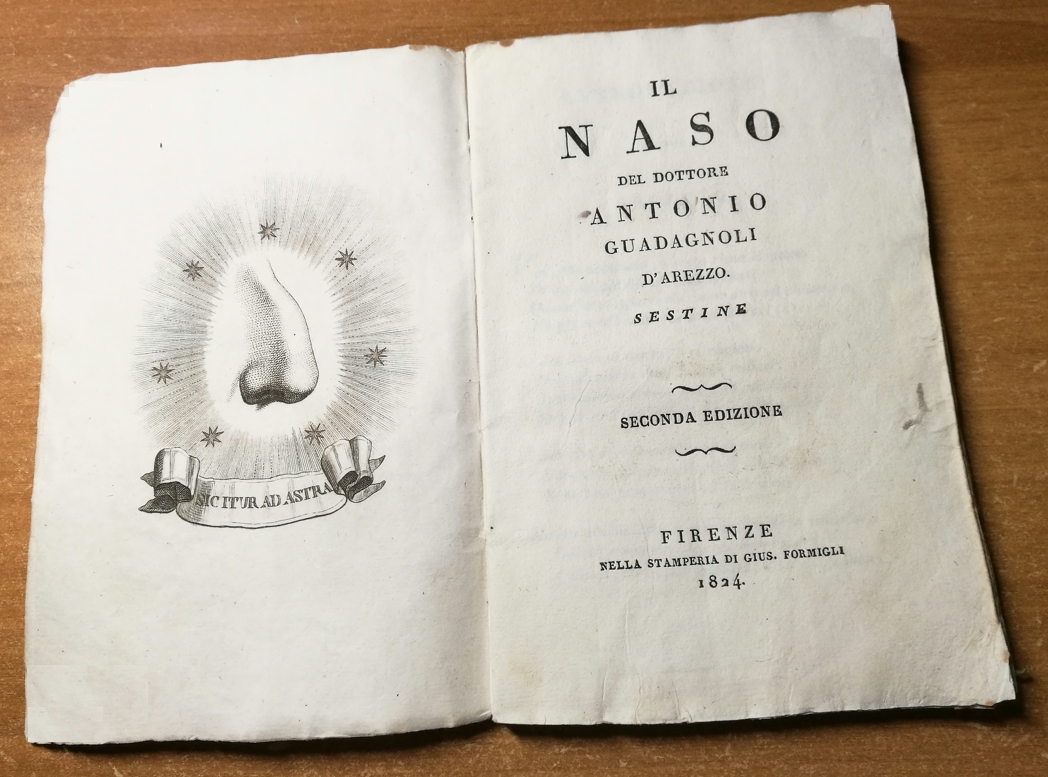 SIC ITUR AD ASTRA
IL
NASO
DEL DOTTORE
ANTONIO
GUADAGNOLI
D'AREZZO.
SESTINE
SECONDA EDIZIONE
FIRENZE
NELLA STAMPERIA DI GIUS. FORMIGLI
1824.